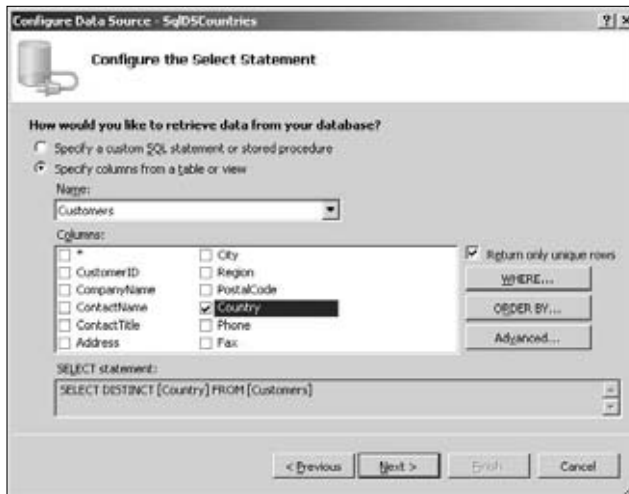 Configure Data Source - SqlDSCountries
Configure the Select Statement
How would you like to retrieve data from your database?
Specify a custom SQL statement or stored procedure
Specify columns from a table or view
Name:
Customers
Columns:
*
CustomerID
CompanyName
ContactName
ContactTitle
Address
City
Region
PostalCode
Country
Phone
Fax
Return only unique rows
WHERE...
ORDER BY...
Advanced...
SELECT statement:
SELECT DISTINCT [Country] FROM [Customers]
< Previous
Next >
Finish
Cancel